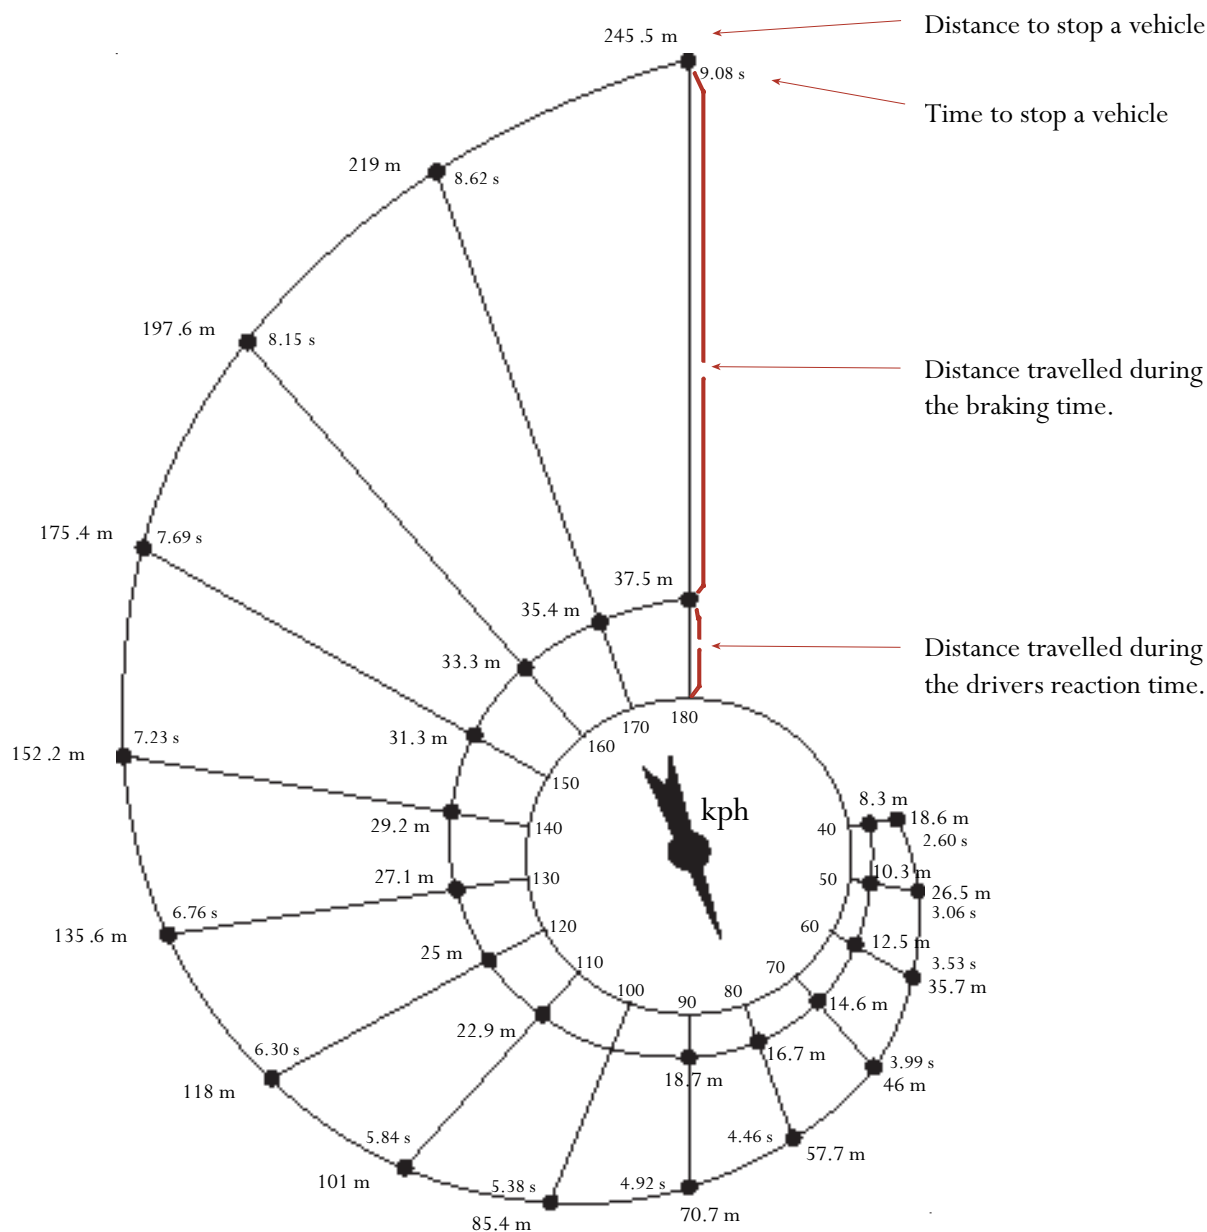 Distance to stop a vehicle
245 .5 m
9.08 s
Time to stop a vehicle
219 m
8.62 s
197 .6 m
8.15 s
Distance travelled during
the braking time.
175 .4 m
7.69 s
37.5 m
35.4 m
33.3 m
Distance travelled during
the drivers reaction time.
180
170
160
31.3 m
150
152 .2 m
7.23 s
29.2 m
140
kph
8.3 m
40
18.6 m
2.60 s
27.1 m
130
50
10.3 m
26.5 m
3.06 s
135 .6 m
6.76 s
120
60
25 m
12.5 m
3.53 s
35.7 m
110
70
100
90
80
14.6 m
22.9 m
18.7 m
16.7 m
6.30 s
118 m
3.99 s
46 m
5.84 s
101 m
4.46 s
57.7 m
5.38 s
85.4 m
4.92 s
70.7 m